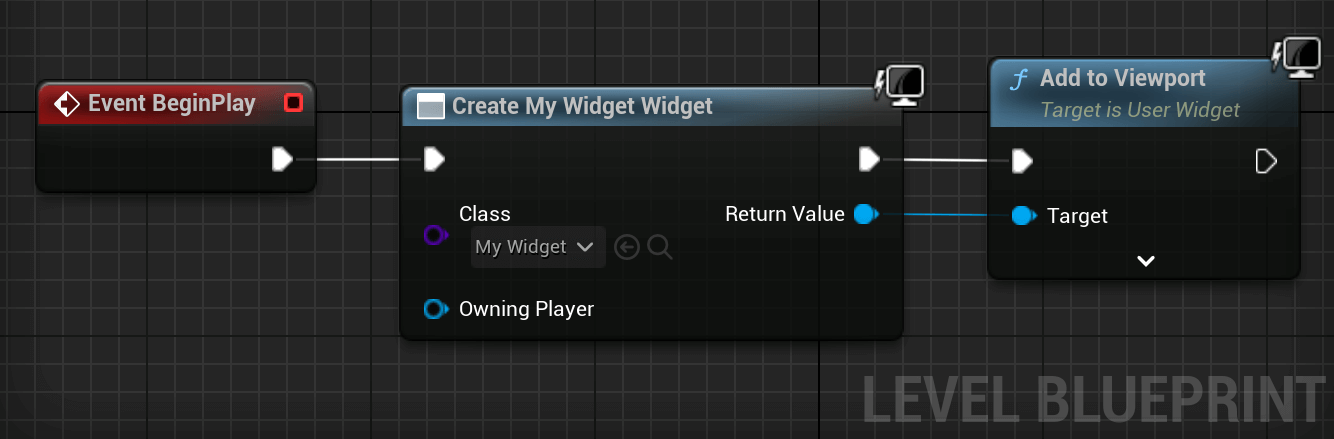 Event BeginPlay
Create My Widget Widget
Class
My Widget
Return Value
Owning Player
Add to Viewport
Target is User Widget
Target
LEVEL BLUEPRINT